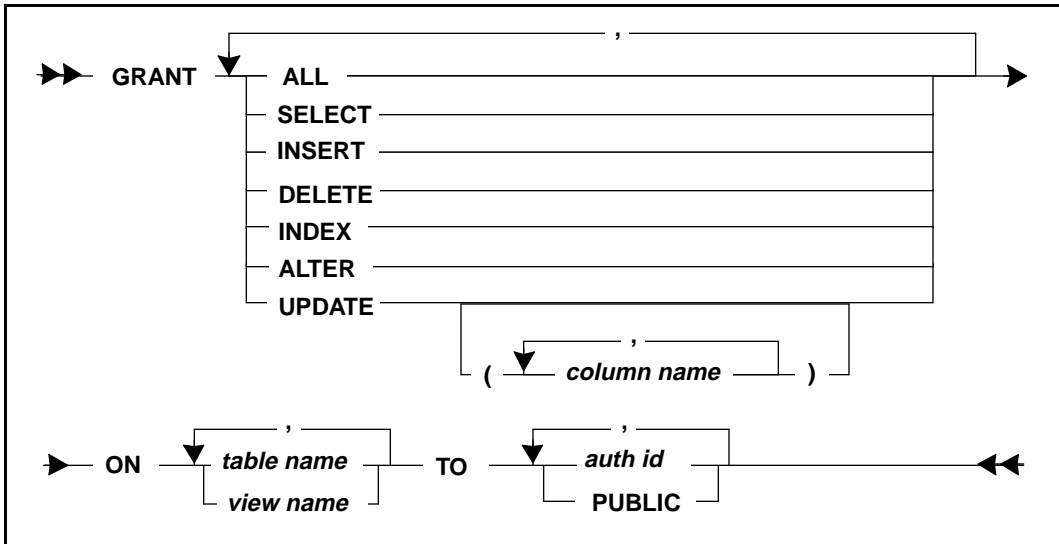 ,
GRANT ALL
SELECT
INSERT
DELETE
INDEX
ALTER
UPDATE
,
( column name )
, ,
ON table name TO auth id
view name PUBLIC